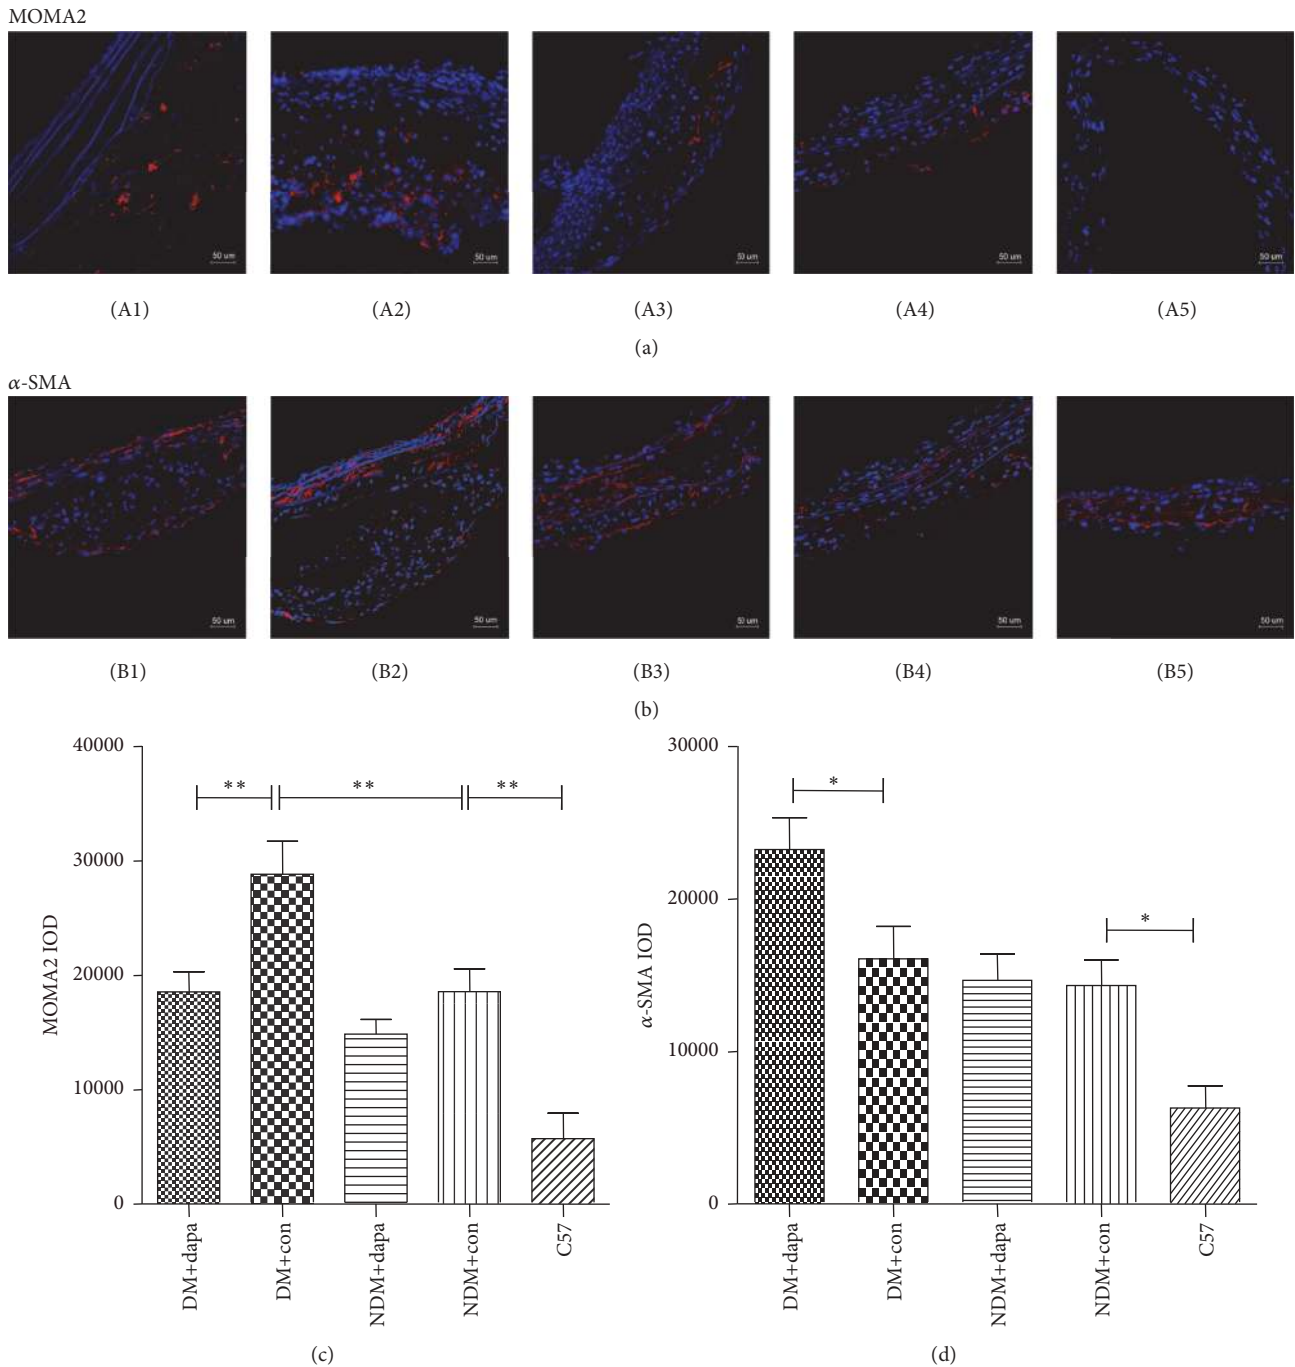 MOMA2
50 um
50 um
50 um
50 um
50 um
(A1)
(A2)
(A3)
(A4)
(A5)
(a)
α-SMA
50 um
50 um
50 um
50 um
50 um
(B1)
(B2)
(B3)
(B4)
(B5)
(b)
MOMA2 IOD
40000
30000
20000
10000
0
**
**
**
DM+dapa
DM+con
NDM+dapa
NDM+con
C57
(c)
α-SMA IOD
30000
20000
10000
0
*
*
DM+dapa
DM+con
NDM+dapa
NDM+con
C57
(d)